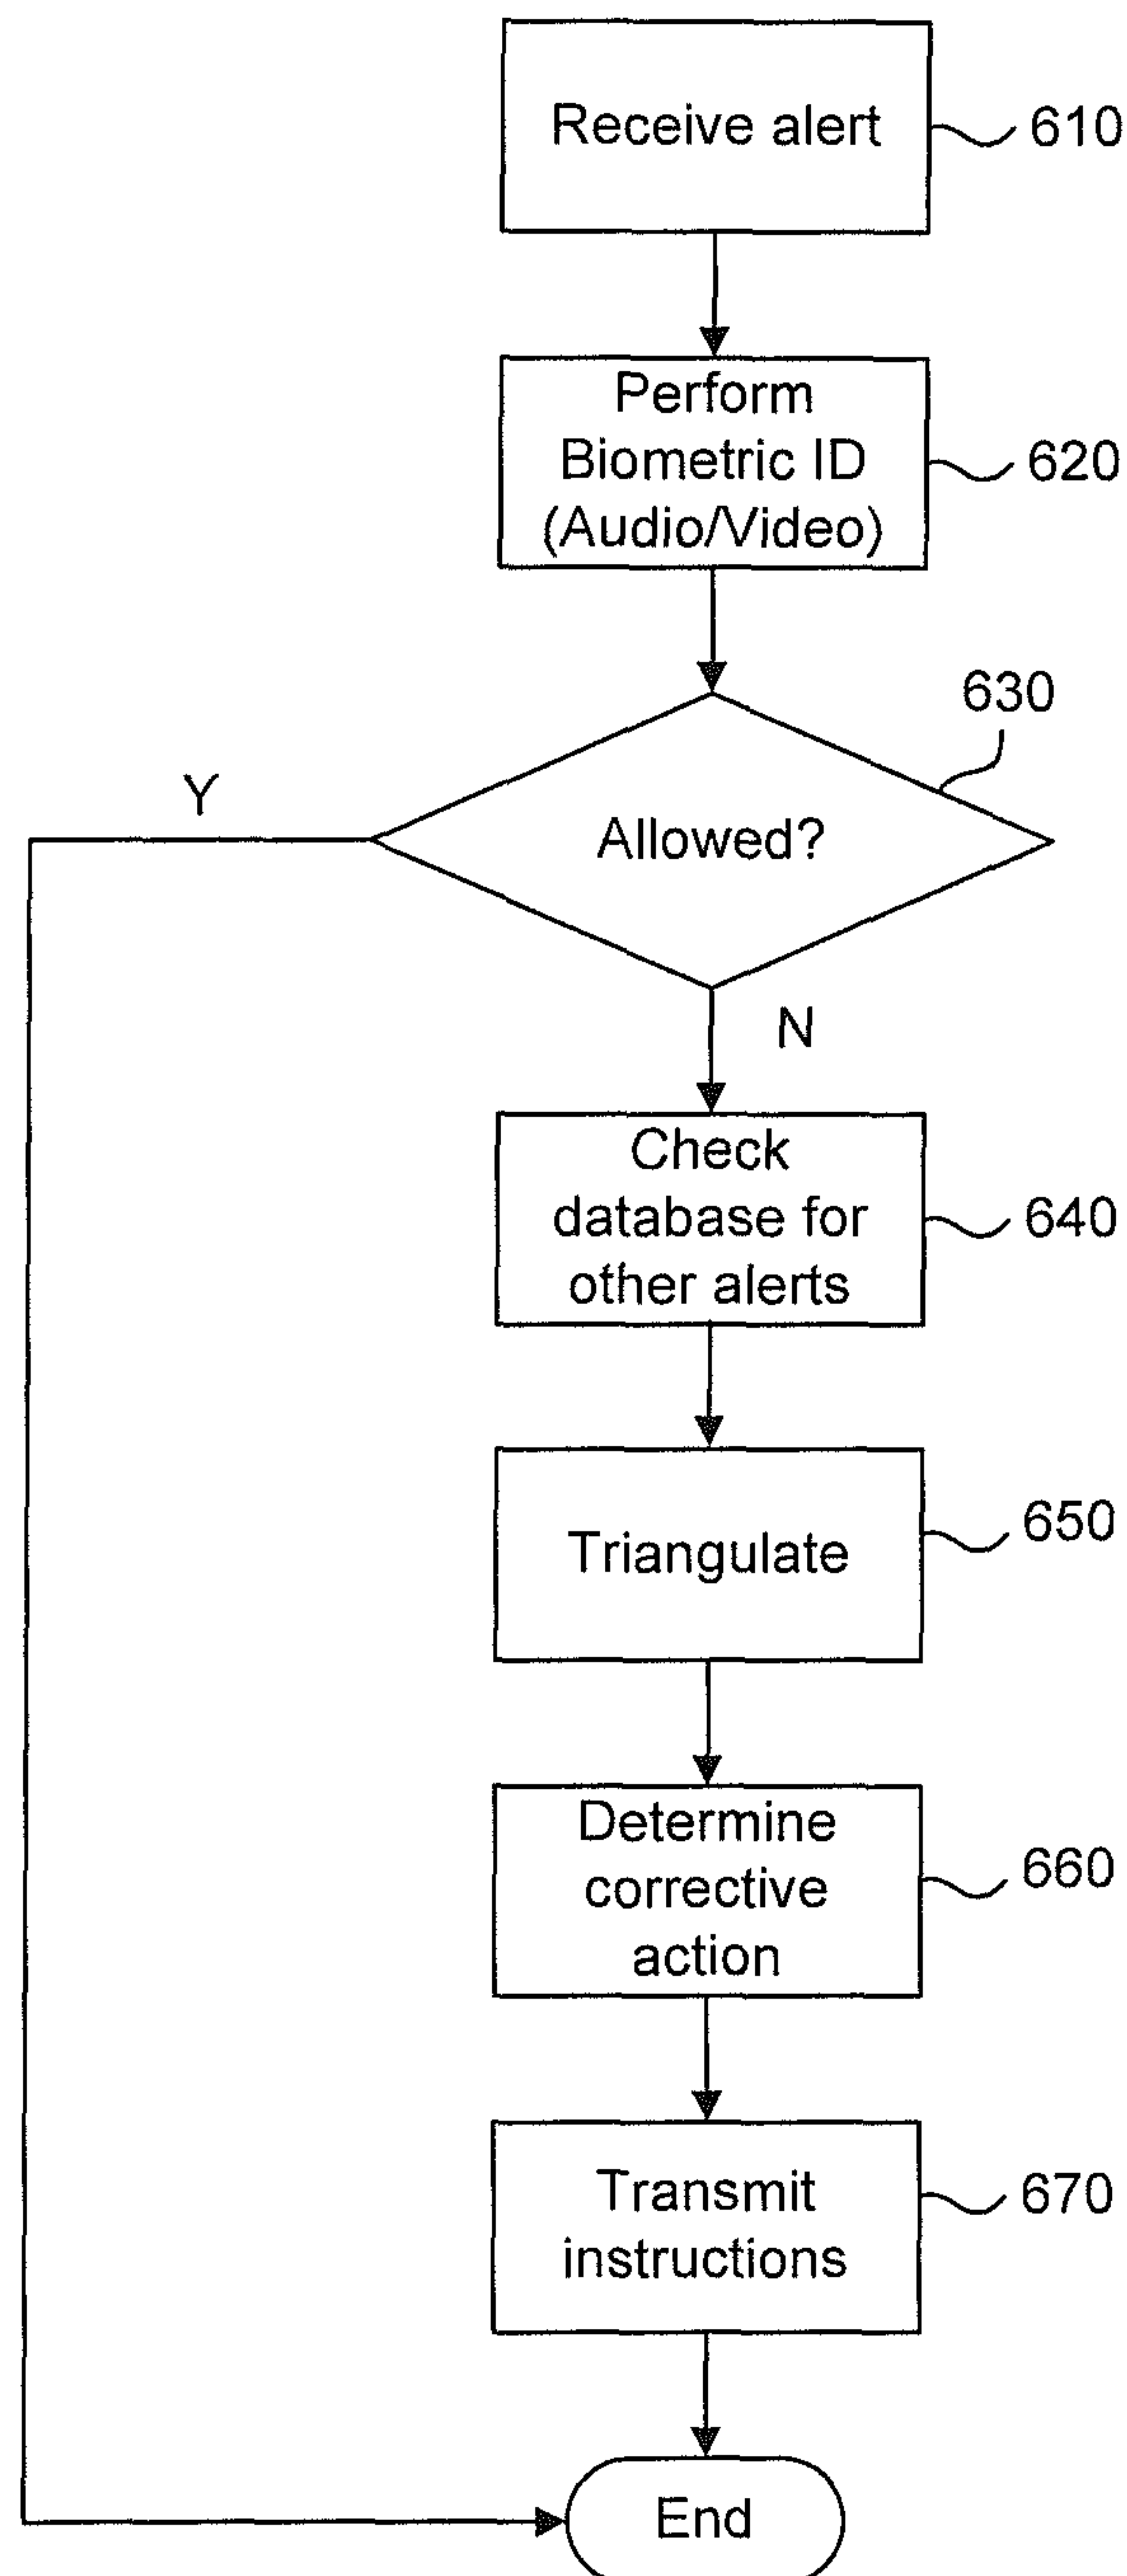 Receive alert
610
Perform
Biometric ID
(Audio/Video)
620
630
Y
Allowed?
N
Check
database for
other alerts
640
Triangulate
650
Determine
corrective
action
660
Transmit
instructions
670
End